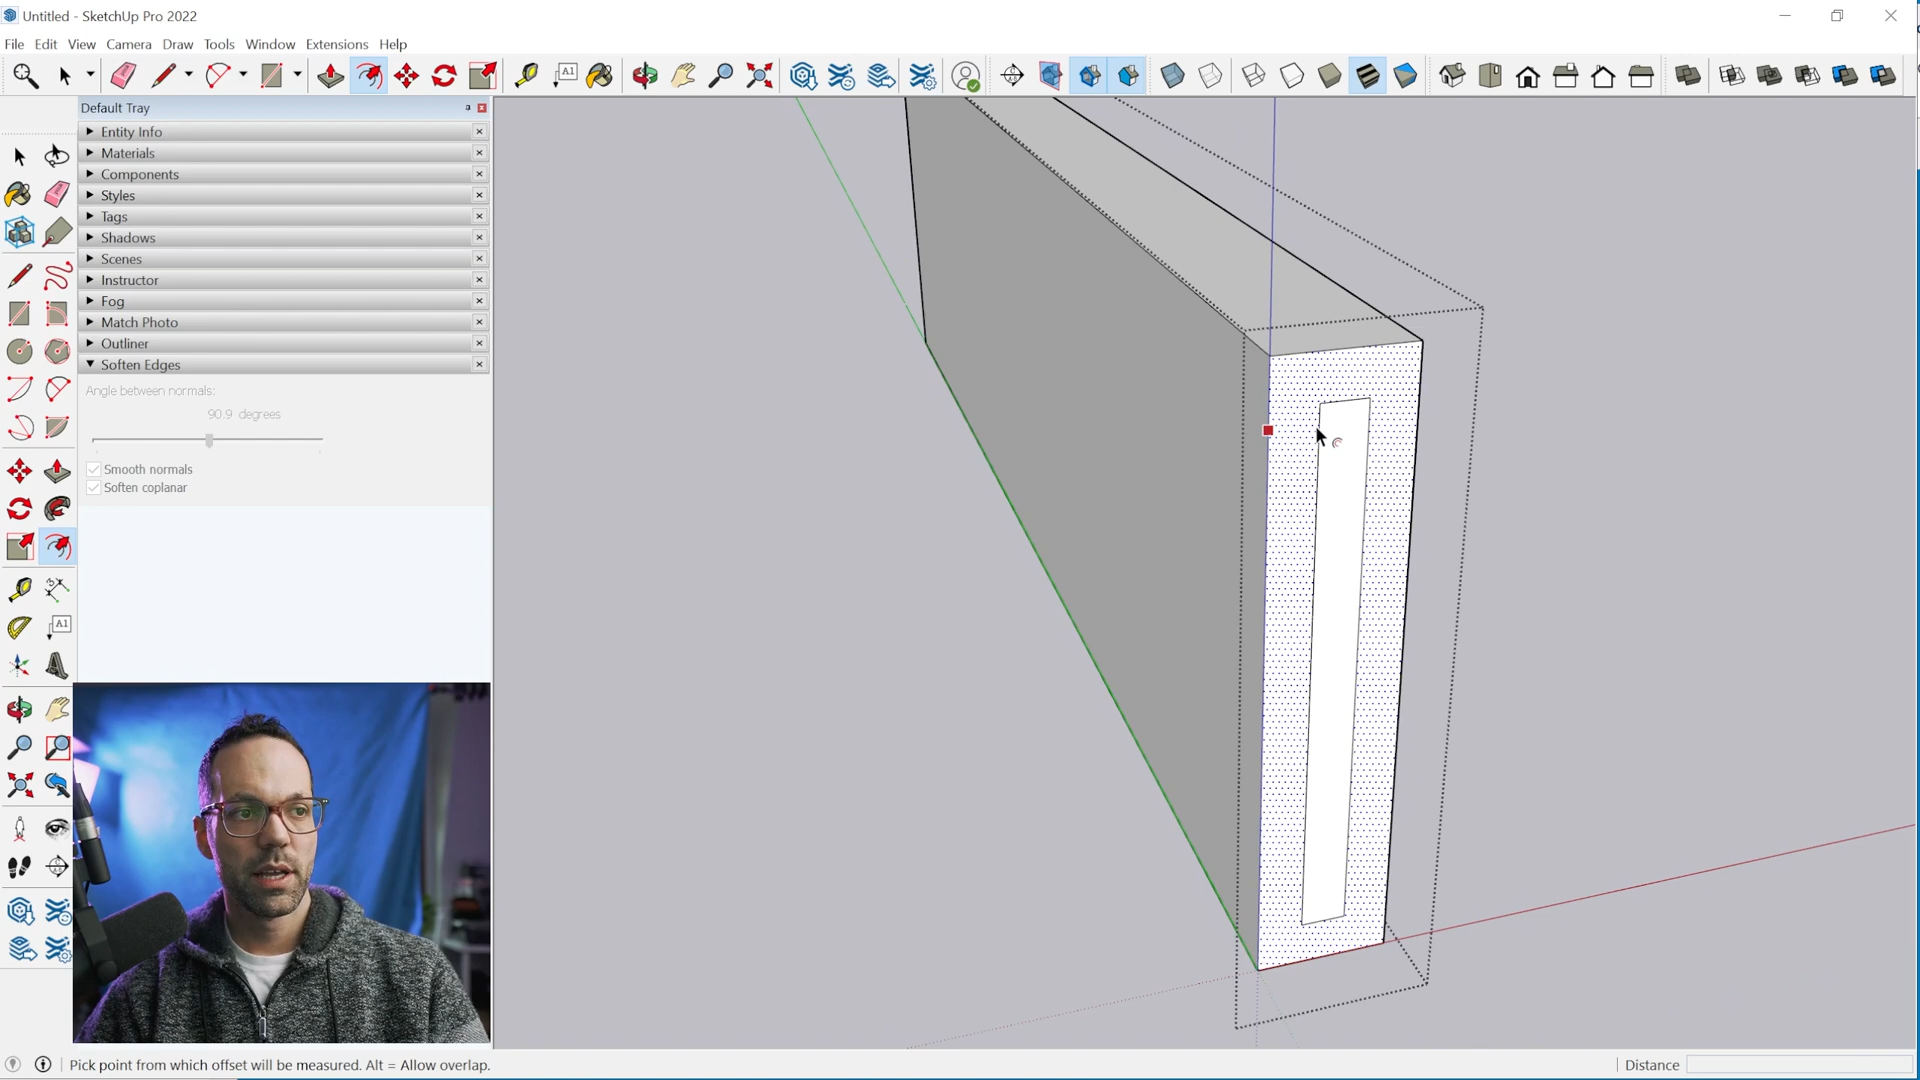 Untitled - SketchUp Pro 2022
File Edit View Camera Draw Tools Window Extensions Help
A1
Default Tray
Entity Info
Materials
Components
Styles
Tags
Shadows
Scenes
Instructor
Fog
Match Photo
Outliner
Soften Edges
Angle between normals:
90.9 degrees
Smooth normals
Soften coplanar
A1
Pick point from which offset will be measured. Alt = Allow overlap.
Distance